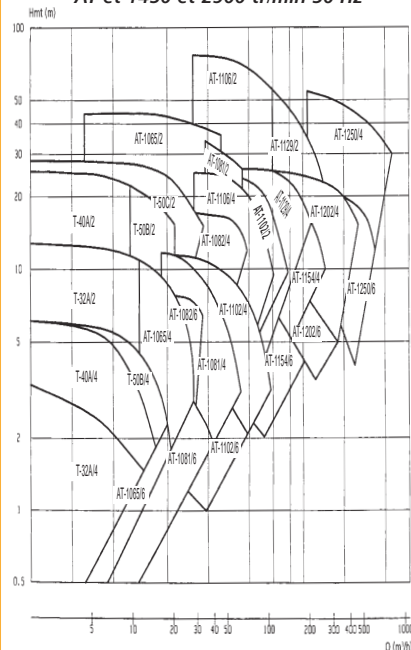 AT et 1450 et 2900 tr/min 50 Hz
Hmt (m)
100
AT-1106/2
50
AT-1250/4
40
AT-1065/2
AT-1129/2
30
AT-1081/2
20
T-50C/2
AT-1106/4
T-40A/2
T-50B/2
AT-1102/2
AT-1202/4
AT-1082/4
10
AT-1154/4
AT-1250/6
T-32A/2
AT-1082/6
AT-1102/4
5
AT-1065/4
AT-1202/6
AT-1081/4
AT-1154/6
T-40A/4
T-50B/4
2
AT-1102/6
AT-1081/6
T-32A/4
AT-1065/6
1
0.5
5 10 20 30 40 50 100 200 300 400 500 1000
Q (m³/h)